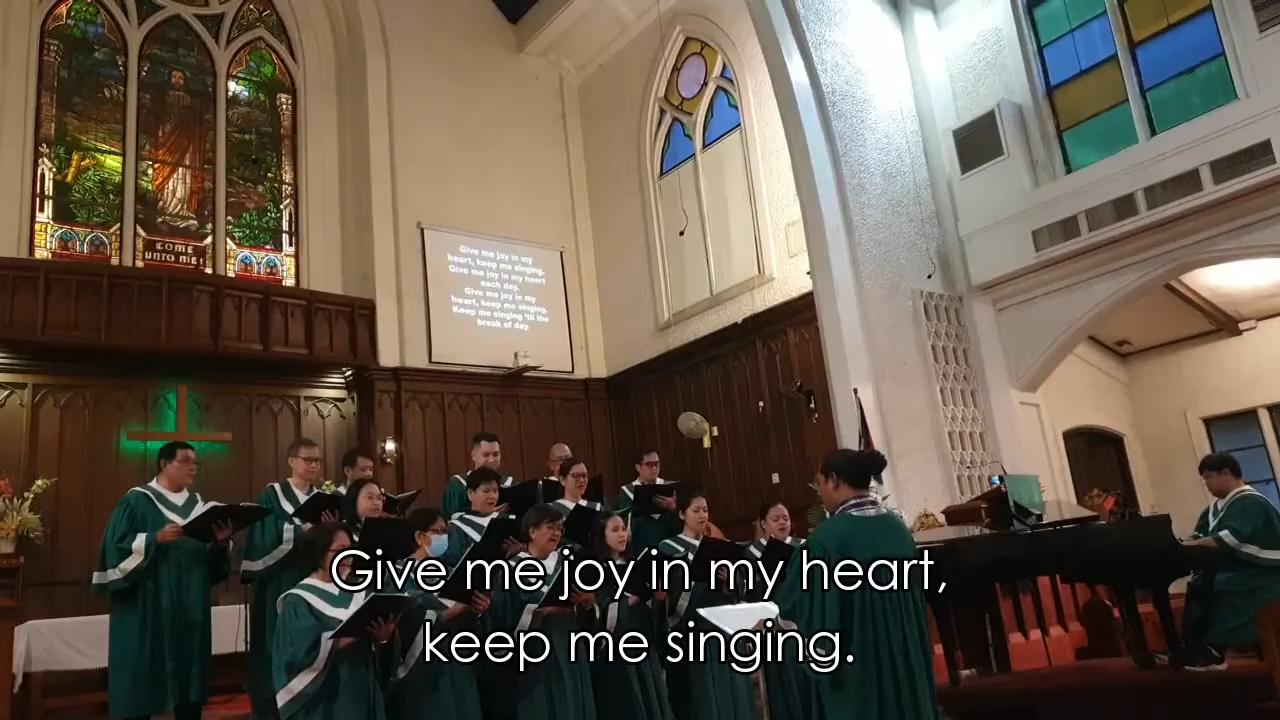 COME
UNTO ME
Give me joy in my
heart, keep me singing.
Give me joy in my heart
each day.
Give me joy in my
heart, keep me singing.
Keep me singing 'til the
break of day.
Give me joy in my heart,
keep me singing.